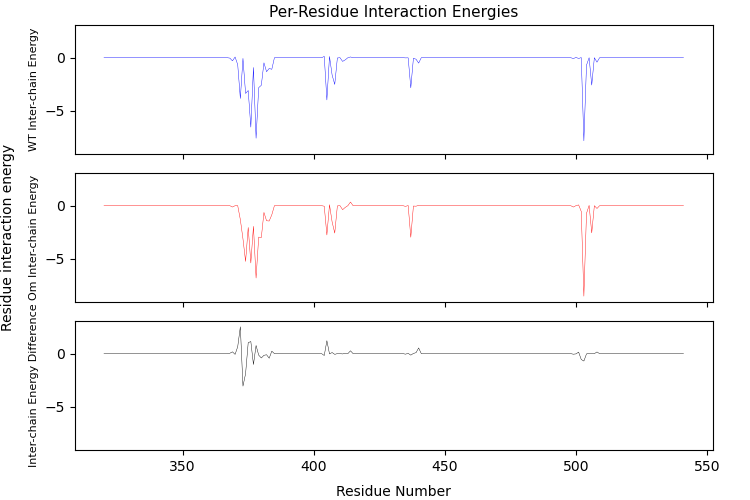 Per-Residue Interaction Energies
Residue interaction energy
WT Inter-chain Energy
0
−5
Om Inter-chain Energy
0
−5
Inter-chain Energy Difference
0
−5
350
400
450
500
550
Residue Number